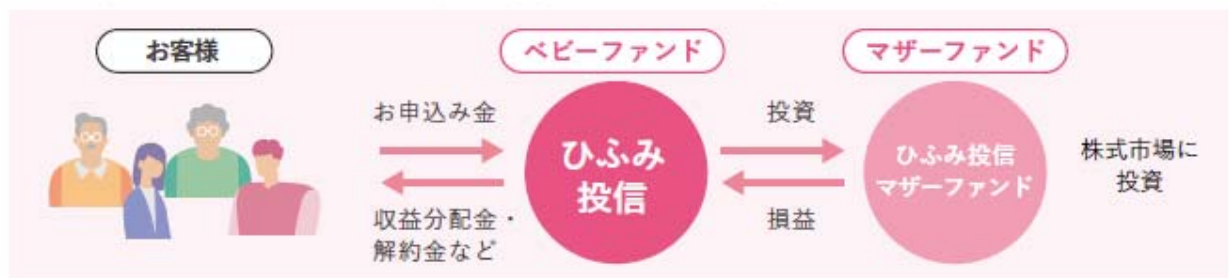 お客様
ベビーファンド
マザーファンド
お申込み金
投資
ひふみ
投信
ひふみ投信
マザーファンド
株式市場に
投資
収益分配金・
解約金など
損益